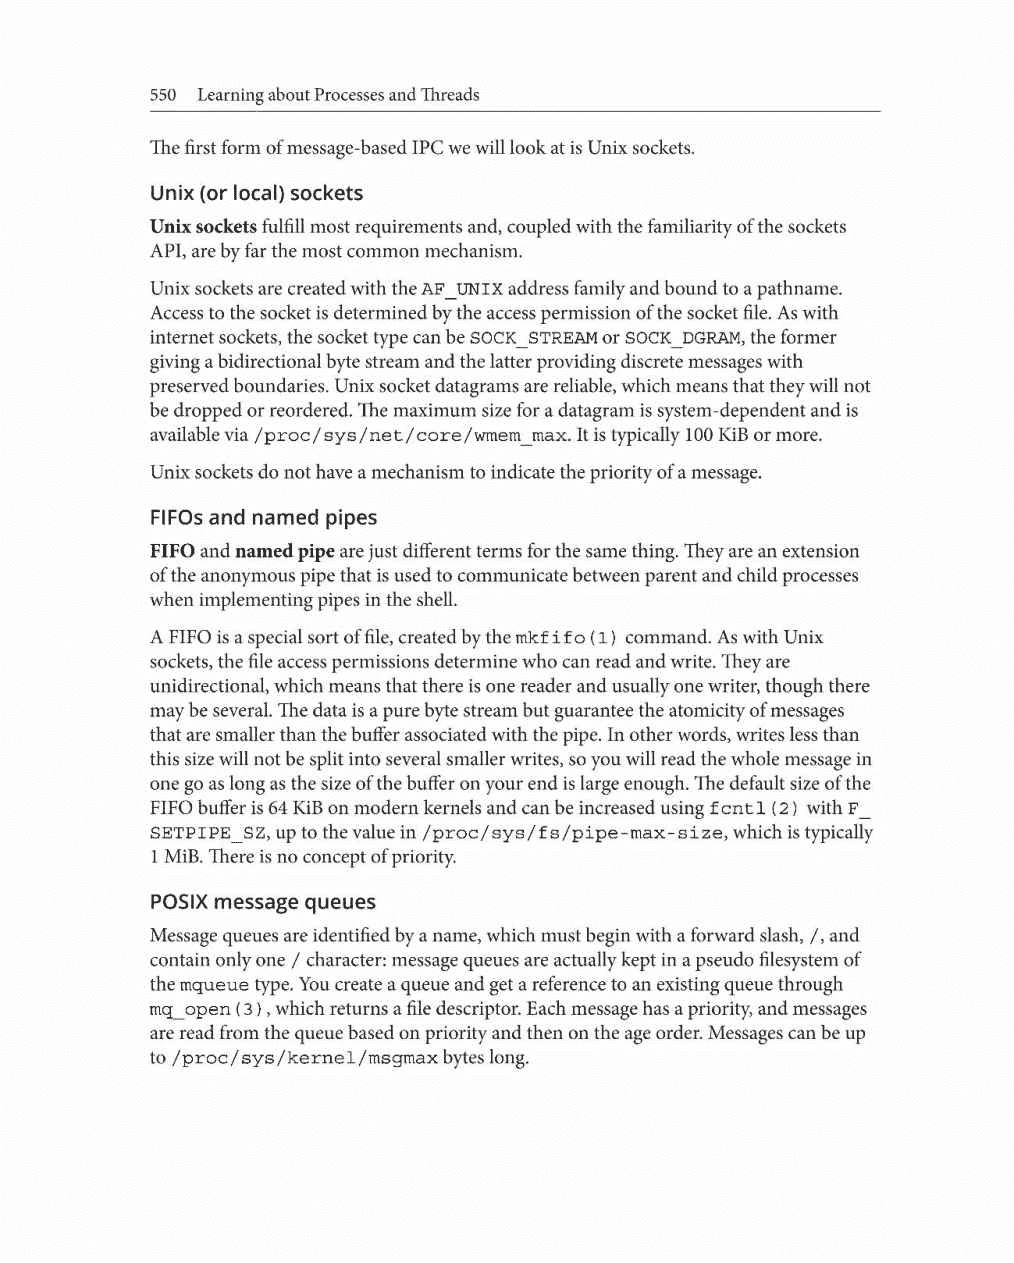 550 Learning about Processes and Threads
The first form of message-based IPC we will look at is Unix sockets.
Unix (or local) sockets
Unix sockets fulfill most requirements and, coupled with the familiarity of the sockets
API, are by far the most common mechanism.
Unix sockets are created with the AF_UNIX address family and bound to a pathname.
Access to the socket is determined by the access permission of the socket file. As with
internet sockets, the socket type can be SOCK_STREAM or SOCK_DGRAM, the former
giving a bidirectional byte stream and the latter providing discrete messages with
preserved boundaries. Unix socket datagrams are reliable, which means that they will not
be dropped or reordered. The maximum size for a datagram is system-dependent and is
available via /proc/sys/net/core/wmem_max. It is typically 100 KiB or more.
Unix sockets do not have a mechanism to indicate the priority of a message.
FIFOs and named pipes
FIFO and named pipe are just different terms for the same thing. They are an extension
of the anonymous pipe that is used to communicate between parent and child processes
when implementing pipes in the shell.
A FIFO is a special sort of file, created by the mkfifo(1) command. As with Unix
sockets, the file access permissions determine who can read and write. They are
unidirectional, which means that there is one reader and usually one writer, though there
may be several. The data is a pure byte stream but guarantee the atomicity of messages
that are smaller than the buffer associated with the pipe. In other words, writes less than
this size will not be split into several smaller writes, so you will read the whole message in
one go as long as the size of the buffer on your end is large enough. The default size of the
FIFO buffer is 64 KiB on modern kernels and can be increased using fcntl(2) with F_
SETPIPE_SZ, up to the value in /proc/sys/fs/pipe-max-size, which is typically
1 MiB. There is no concept of priority.
POSIX message queues
Message queues are identified by a name, which must begin with a forward slash, /, and
contain only one / character: message queues are actually kept in a pseudo filesystem of
the mqueue type. You create a queue and get a reference to an existing queue through
mq_open(3), which returns a file descriptor. Each message has a priority, and messages
are read from the queue based on priority and then on the age order. Messages can be up
to /proc/sys/kernel/msgmax bytes long.